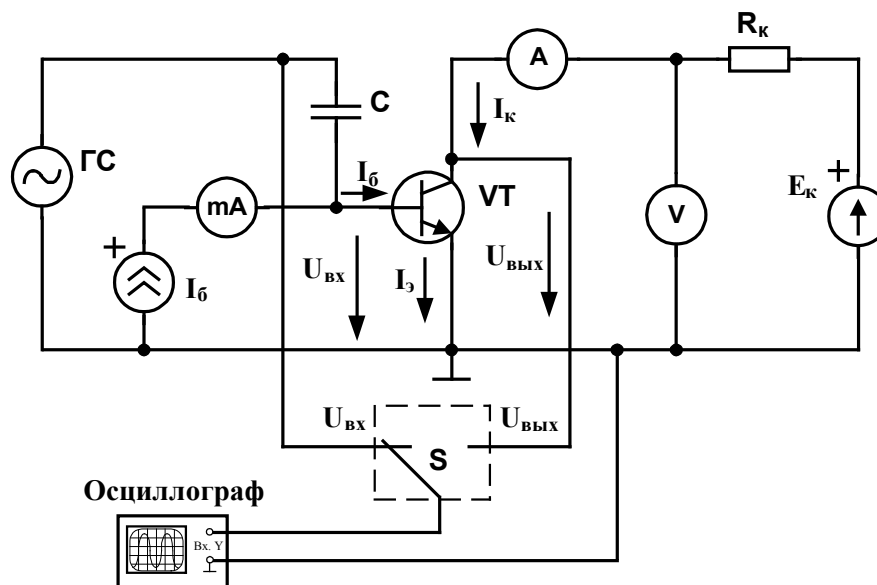 Rк
A
C
Iк
ГС
Iб
+
VT
Eк
mA
V
+
Uвх
Uвых
Iб
Iэ
Uвх
Uвых
S
Осциллограф
Вх. Y